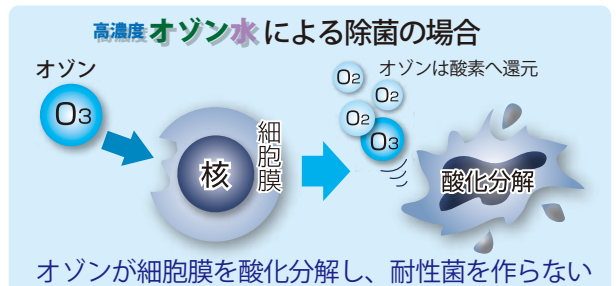 高濃度オゾン水による除菌の場合
オゾン
O3
核
細胞膜
O2
O2
O2
O3
オゾンは酸素へ還元
酸化分解
オゾンが細胞膜を酸化分解し、耐性菌を作らない